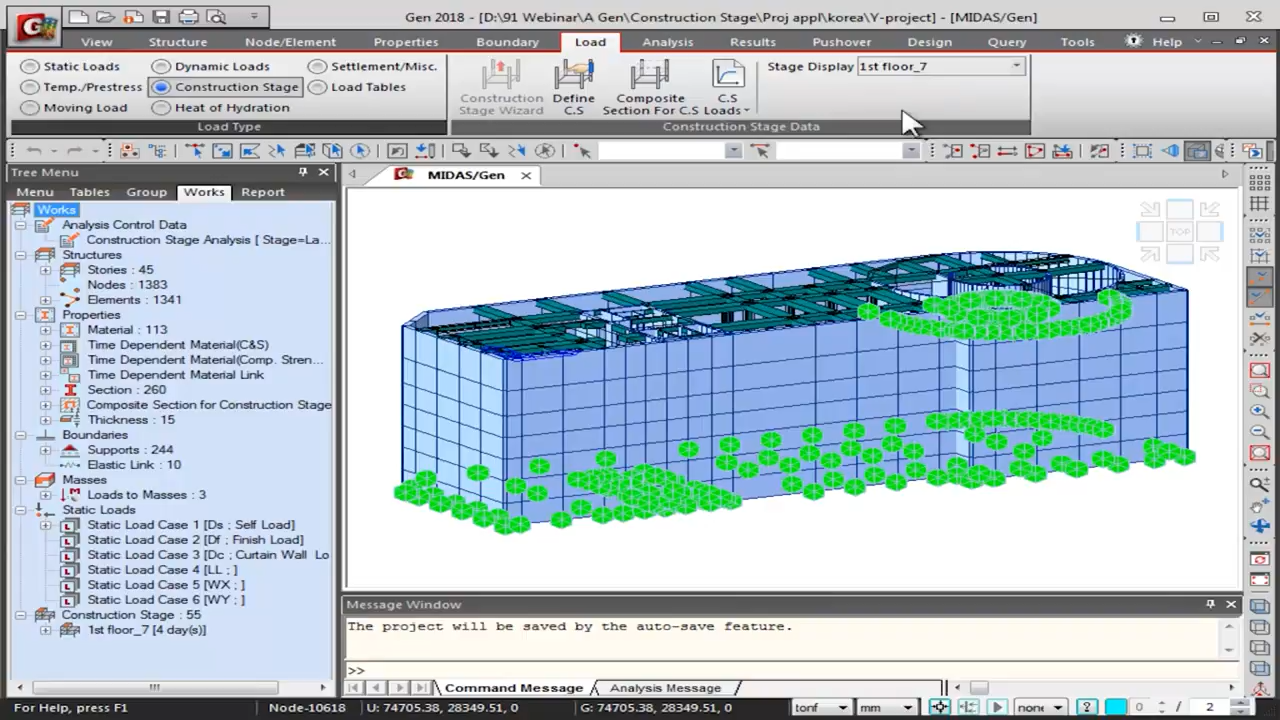 Gen 2018 - [D:\91 Webinar\A Gen\Construction Stage\Proj appl\korea\Y-project] - [MIDAS/Gen]
View Structure Node/Element Properties Boundary Load Analysis Results Pushover Design Query Tools Help
Static Loads Dynamic Loads Settlement/Misc.
Temp./Prestress Construction Stage Load Tables
Moving Load Heat of Hydration
Load Type
Construction Stage Wizard
Define C.S
Composite Section For C.S
C.S Loads
Stage Display 1st floor_7
Construction Stage Data
Tree Menu
Menu Tables Group Works Report
MIDAS/Gen
Works
Analysis Control Data
Construction Stage Analysis [ Stage=La...
Structures
Stories : 45
Nodes : 1383
Elements : 1341
Properties
Material : 113
Time Dependent Material(C&S)
Time Dependent Material(Comp. Stren...
Time Dependent Material Link
Section : 260
Composite Section for Construction Stage
Thickness : 15
Boundaries
Supports : 244
Elastic Link : 10
Masses
Loads to Masses : 3
Static Loads
Static Load Case 1 [Ds ; Self Load]
Static Load Case 2 [Df ; Finish Load]
Static Load Case 3 [Dc ; Curtain Wall Lo
Static Load Case 4 [LL ; ]
Static Load Case 5 [WX ; ]
Static Load Case 6 [WY ; ]
Construction Stage : 55
1st floor_7 [4 day(s)]
TOP
Message Window
The project will be saved by the auto-save feature.
>>
Command Message Analysis Message
For Help, press F1 Node-10618 U: 74705.38, 28349.51, 0 G: 74705.38, 28349.51, 0 tonf mm none 0 / 2